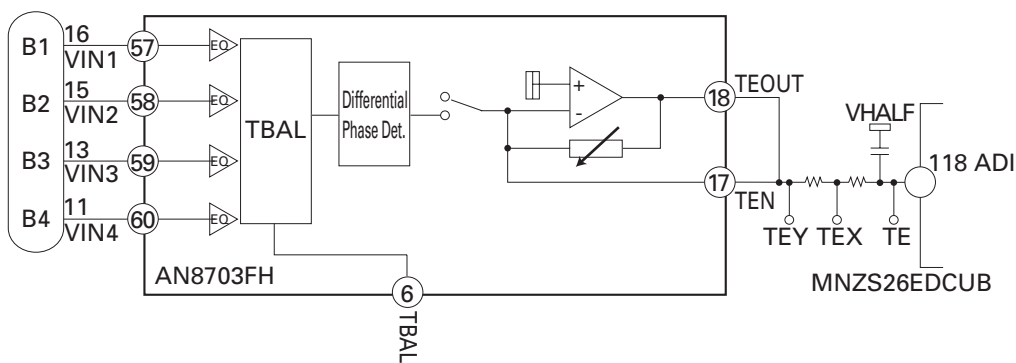 B1
16
VIN1
57
EQ
B2
15
VIN2
58
EQ
B3
13
VIN3
59
EQ
B4
11
VIN4
60
EQ
TBAL
Differential
Phase Det.
+
-
18
TEOUT
17
TEN
VHALF
118 ADI
TEY
TEX
TE
MNZS26EDCUB
AN8703FH
6
TBAL